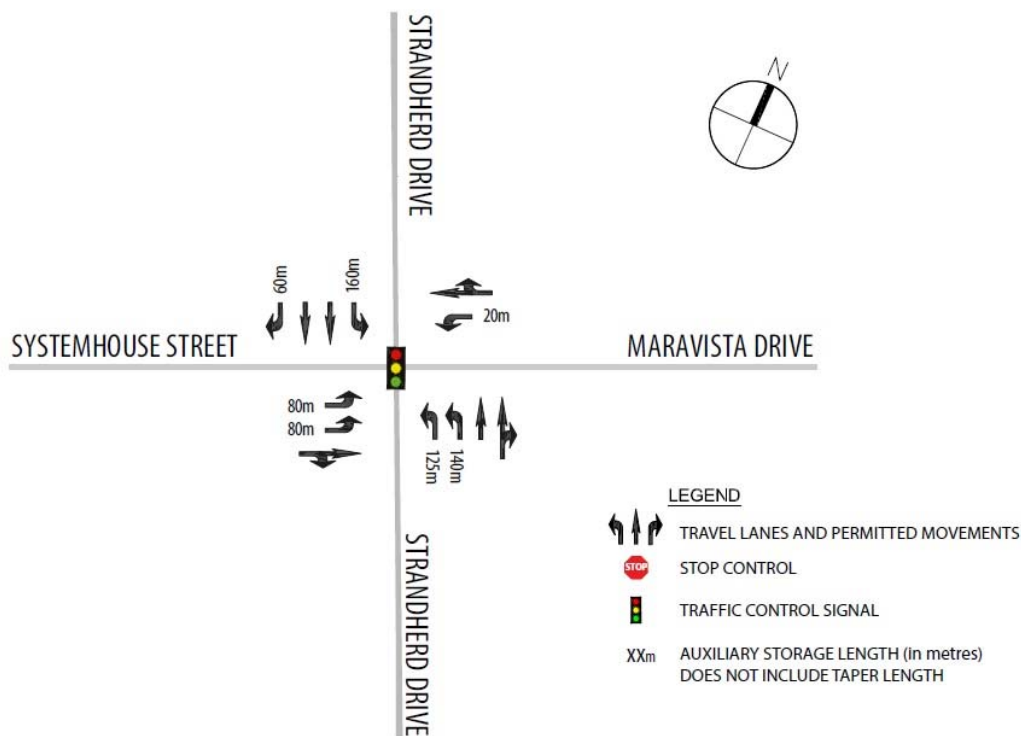 STRANDHERD DRIVE
N
60m
160m
20m
SYSTEMHOUSE STREET
MARAVISTA DRIVE
80m
80m
125m
140m
STRANDHERD DRIVE
LEGEND
TRAVEL LANES AND PERMITTED MOVEMENTS
STOP
STOP CONTROL
TRAFFIC CONTROL SIGNAL
XXm
AUXILIARY STORAGE LENGTH (in metres)
DOES NOT INCLUDE TAPER LENGTH